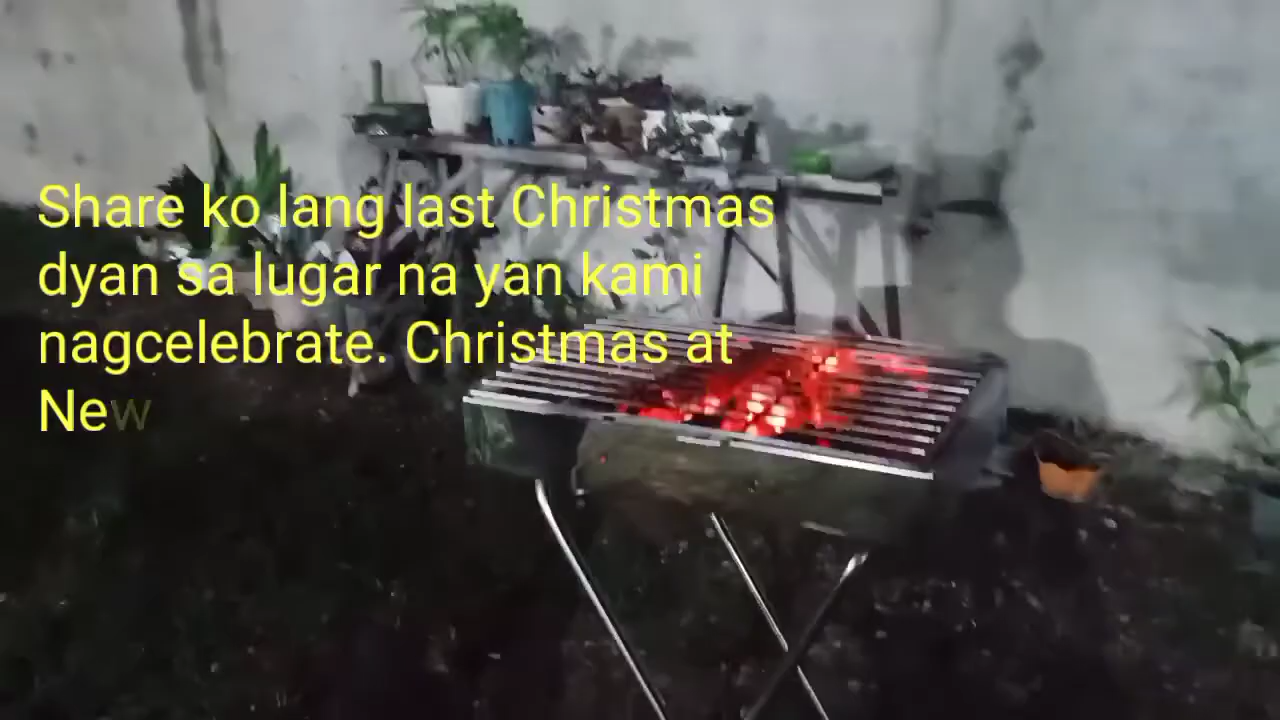 Share ko lang last Christmas
dyan sa lugar na yan kami
nagcelebrate. Christmas at
New